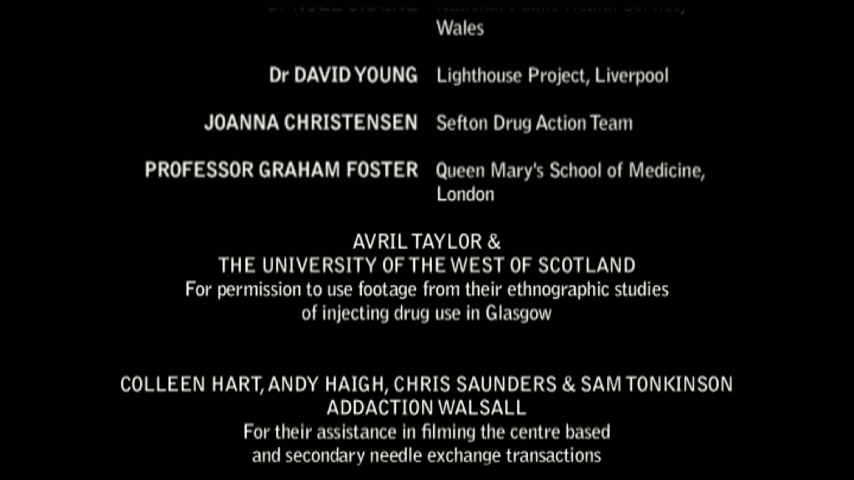 Wales
Dr DAVID YOUNG Lighthouse Project, Liverpool
JOANNA CHRISTENSEN Sefton Drug Action Team
PROFESSOR GRAHAM FOSTER Queen Mary's School of Medicine,
London
AVRIL TAYLOR &
THE UNIVERSITY OF THE WEST OF SCOTLAND
For permission to use footage from their ethnographic studies
of injecting drug use in Glasgow
COLLEEN HART, ANDY HAIGH, CHRIS SAUNDERS & SAM TONKINSON
ADDACTION WALSALL
For their assistance in filming the centre based
and secondary needle exchange transactions